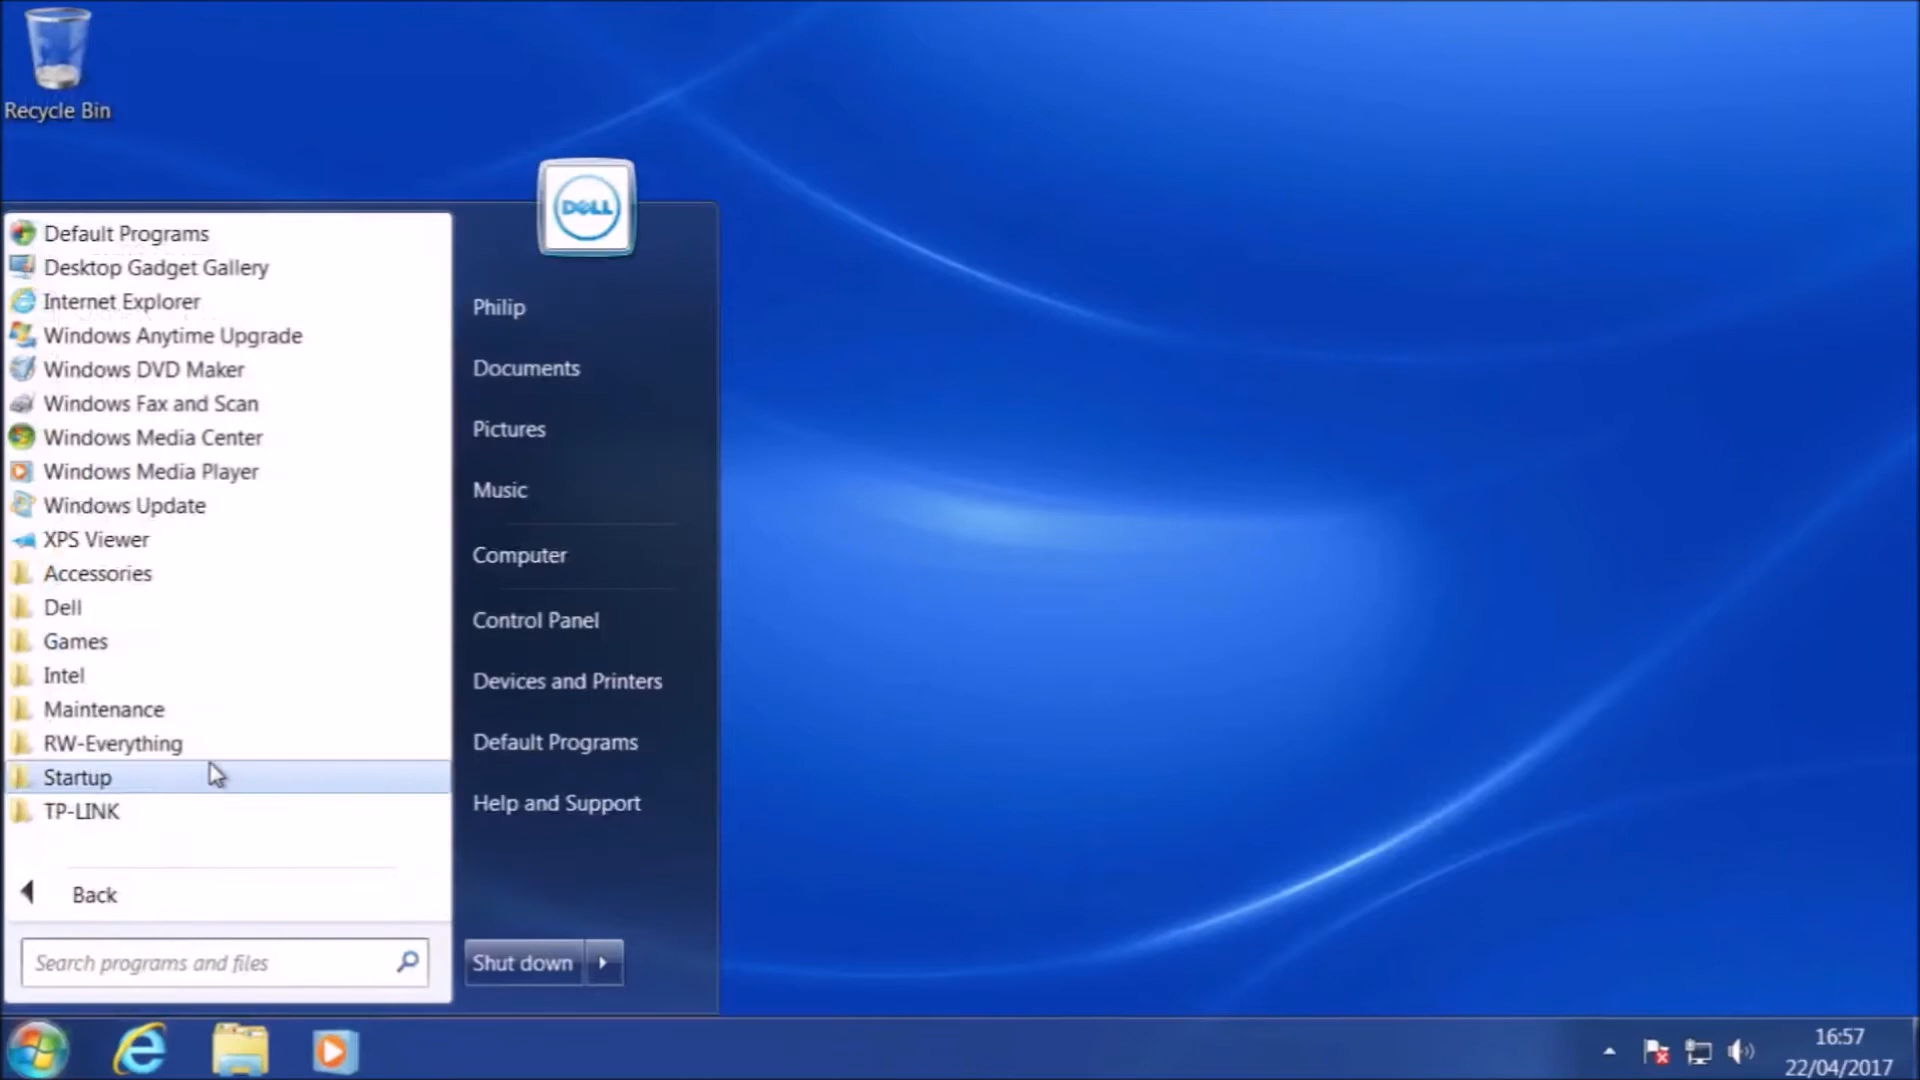 Recycle Bin
DELL
Default Programs
Desktop Gadget Gallery
Internet Explorer
Windows Anytime Upgrade
Windows DVD Maker
Windows Fax and Scan
Windows Media Center
Windows Media Player
Windows Update
XPS Viewer
Accessories
Dell
Games
Intel
Maintenance
RW-Everything
Startup
TP-LINK
Back
Search programs and files
Philip
Documents
Pictures
Music
Computer
Control Panel
Devices and Printers
Default Programs
Help and Support
Shut down
16:57
22/04/2017